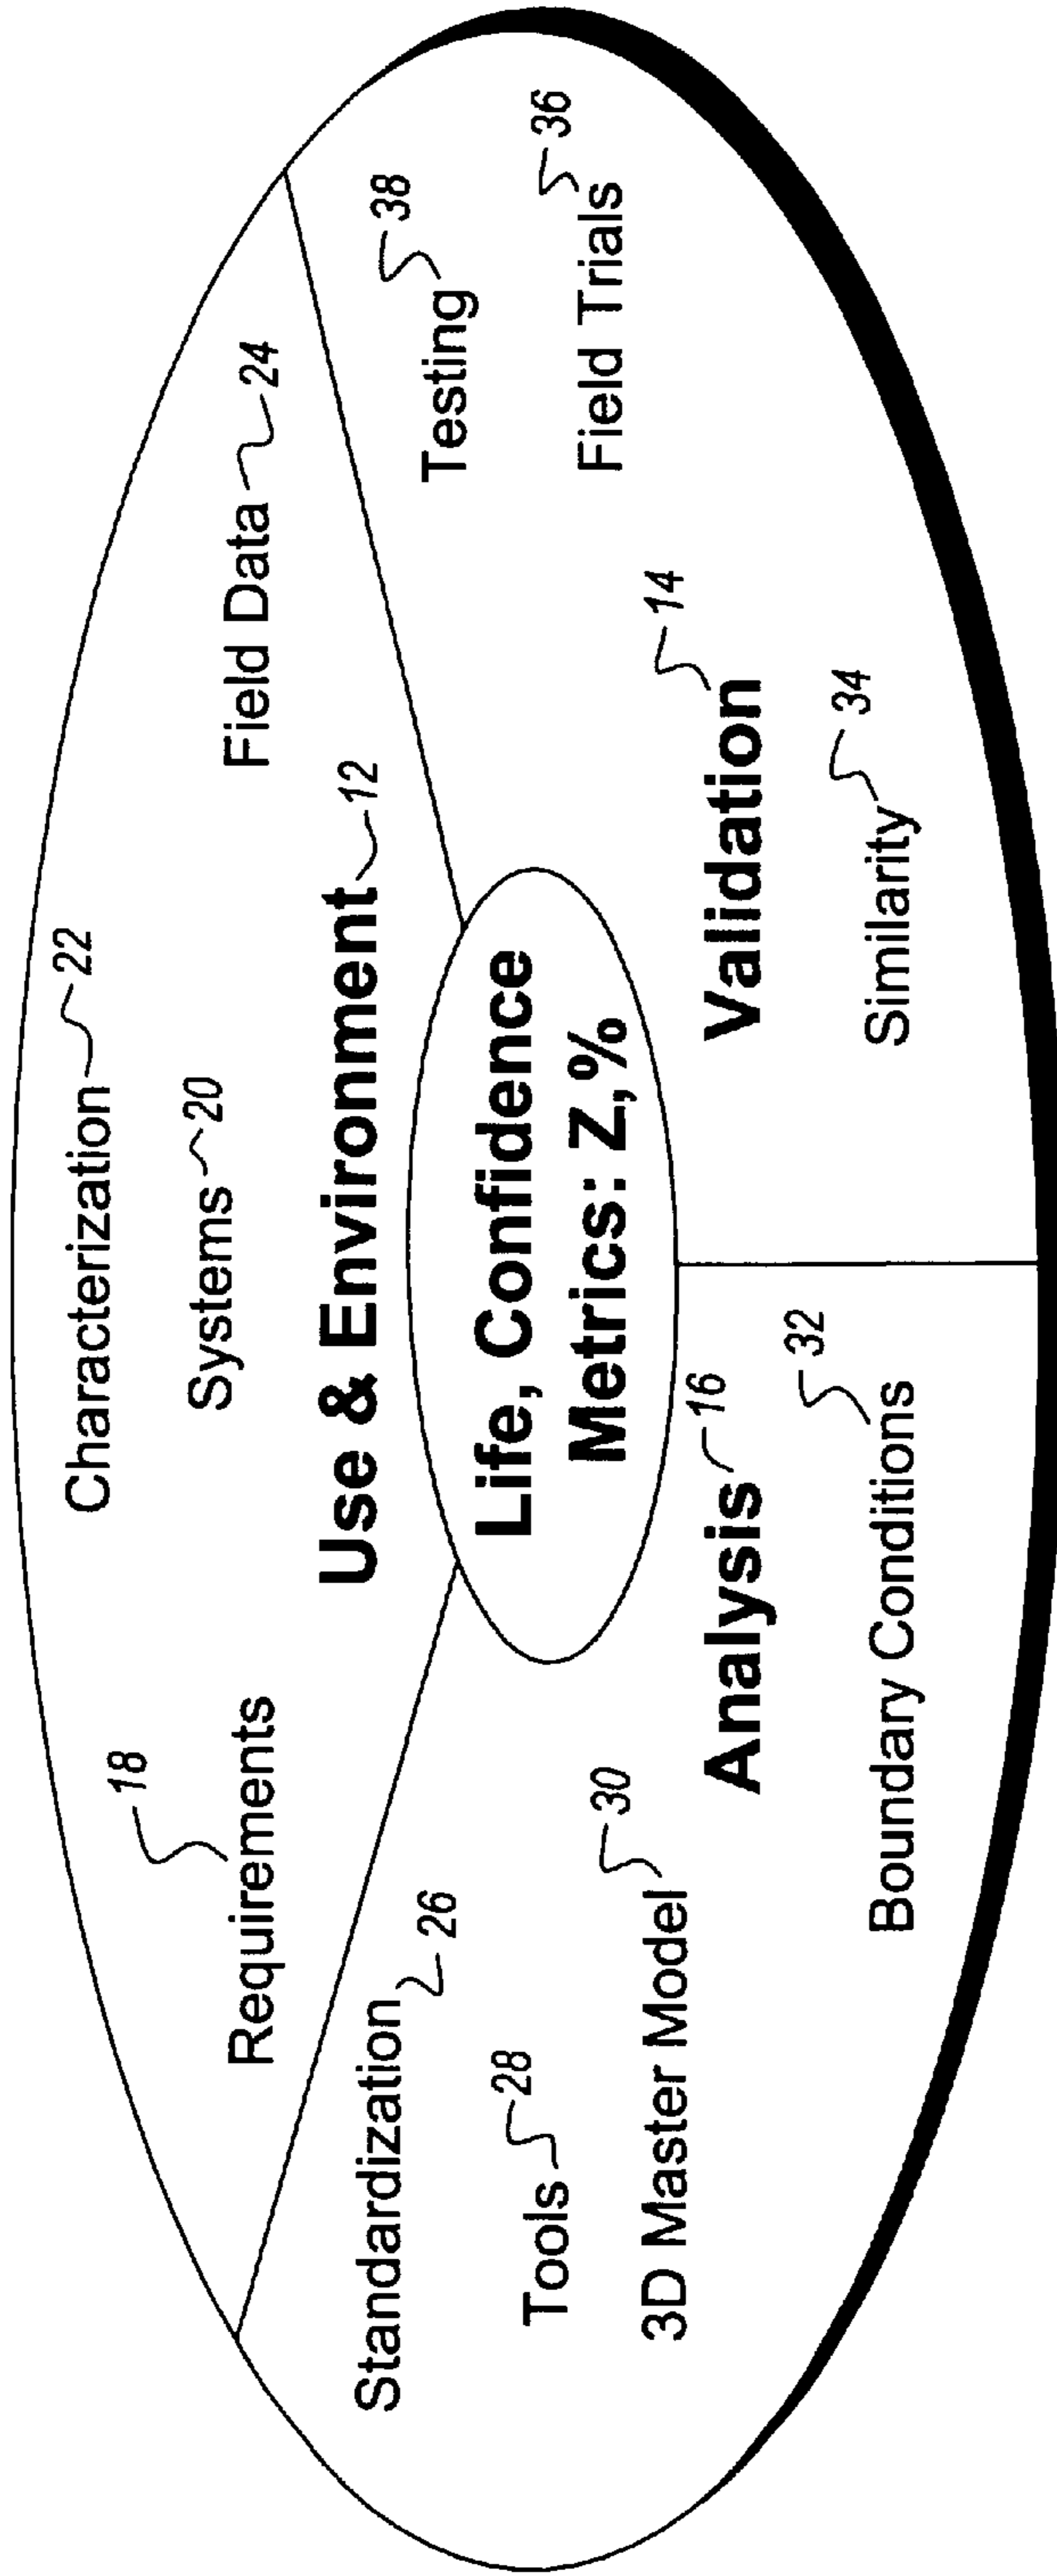 Characterization 22
Systems 20
Requirements 18
Field Data 24
Use & Environment 12
Life, Confidence
Metrics: Z,%
Standardization 26
Tools 28
3D Master Model 30
Analysis 16
Boundary Conditions 32
Testing 38
Field Trials 36
Validation 14
Similarity 34